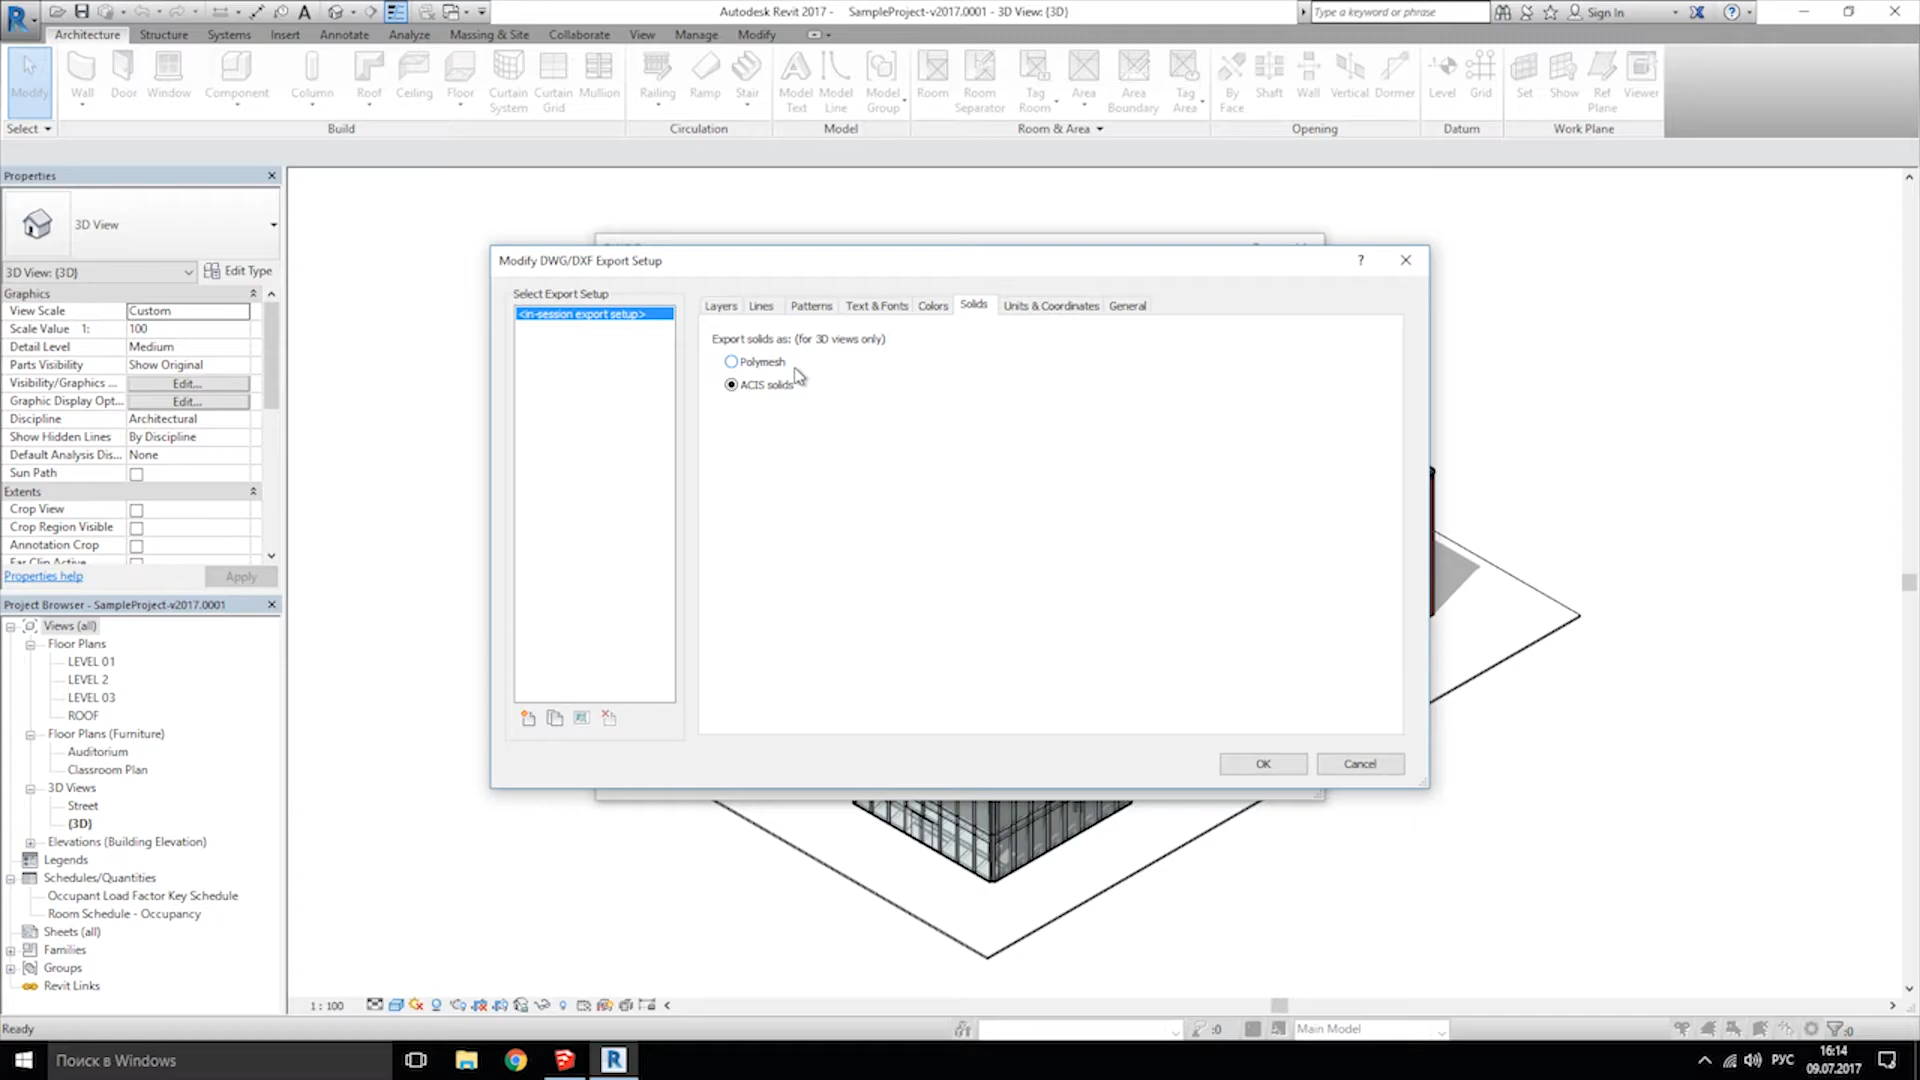 Autodesk Revit 2017 - SampleProject-v2017.0001 - 3D View: {3D}
Type a keyword or phrase
Sign In
Architecture Structure Systems Insert Annotate Analyze Massing & Site Collaborate View Manage Modify
Modify
Wall
Door
Window
Component
Column
Roof
Ceiling
Floor
Curtain System
Curtain Grid
Mullion
Railing
Ramp
Stair
Model Text
Model Line
Model Group
Room
Room Separator
Tag Room
Area
Area Boundary
Tag Area
By Face
Shaft
Wall
Vertical
Dormer
Level
Grid
Set
Show
Ref Plane
Viewer
Select
Build
Circulation
Model
Room & Area
Opening
Datum
Work Plane
Properties
3D View
3D View: {3D}
Edit Type
Graphics
View Scale Custom
Scale Value 1: 100
Detail Level Medium
Parts Visibility Show Original
Visibility/Graphics ... Edit...
Graphic Display Opt... Edit...
Discipline Architectural
Show Hidden Lines By Discipline
Default Analysis Dis... None
Sun Path
Extents
Crop View
Crop Region Visible
Annotation Crop
Far Clip Active
Properties help
Apply
Project Browser - SampleProject-v2017.0001
Views (all)
Floor Plans
LEVEL 01
LEVEL 2
LEVEL 03
ROOF
Floor Plans (Furniture)
Auditorium
Classroom Plan
3D Views
Street
{3D}
Elevations (Building Elevation)
Legends
Schedules/Quantities
Occupant Load Factor Key Schedule
Room Schedule - Occupancy
Sheets (all)
Families
Groups
Revit Links
Modify DWG/DXF Export Setup
Select Export Setup
<in-session export setup>
Layers Lines Patterns Text & Fonts Colors Solids Units & Coordinates General
Export solids as: (for 3D views only)
Polymesh
ACIS solids
OK
Cancel
1 : 100
Ready
:0
Main Model
:0
Поиск в Windows
РУС
16:14
09.07.2017